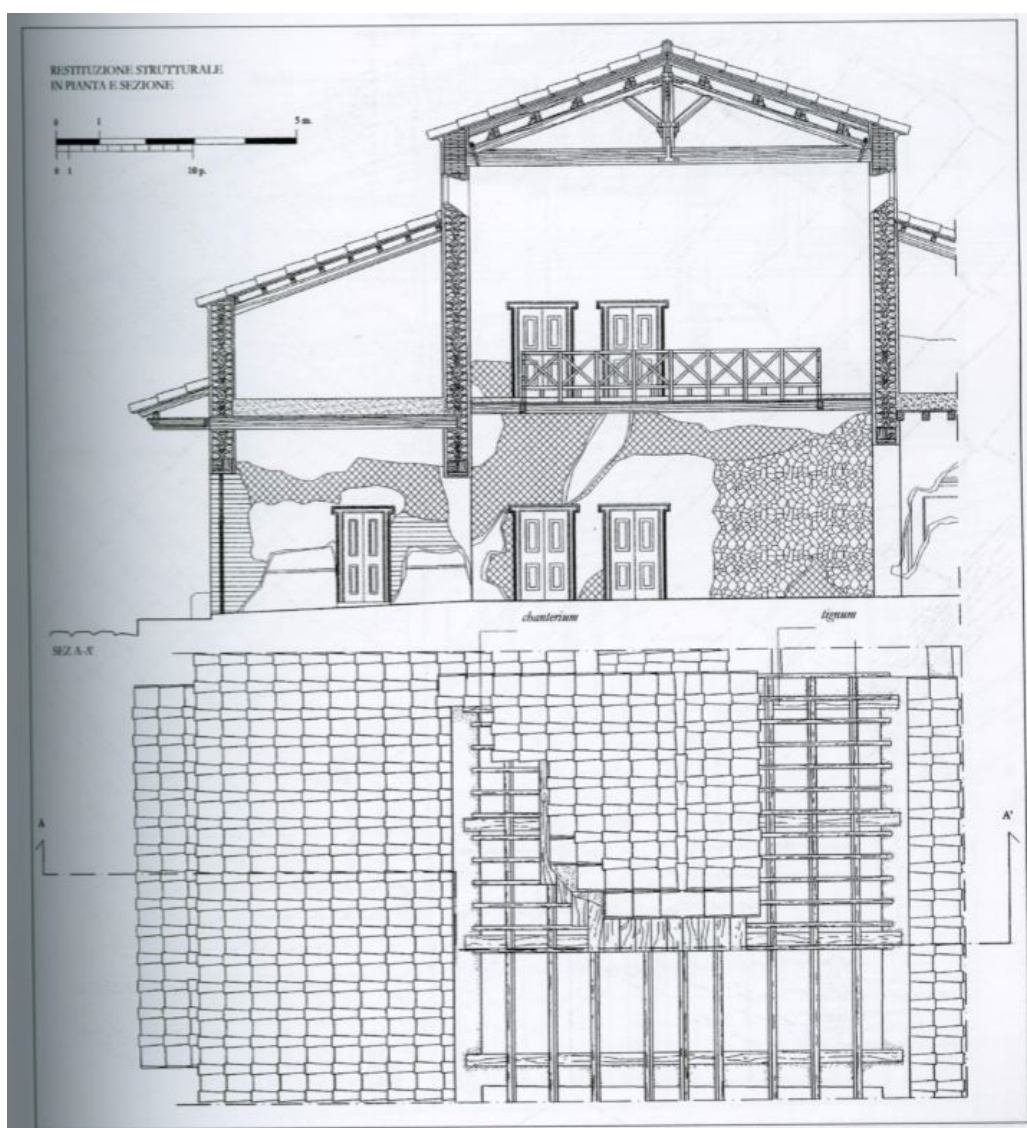 RESTITUZIONE STRUTTURALE
IN PIANTA E SEZIONE
0 1 5 m.
0 1 10 p.
chanterium
tignum
SEZ A-A'
A
A'